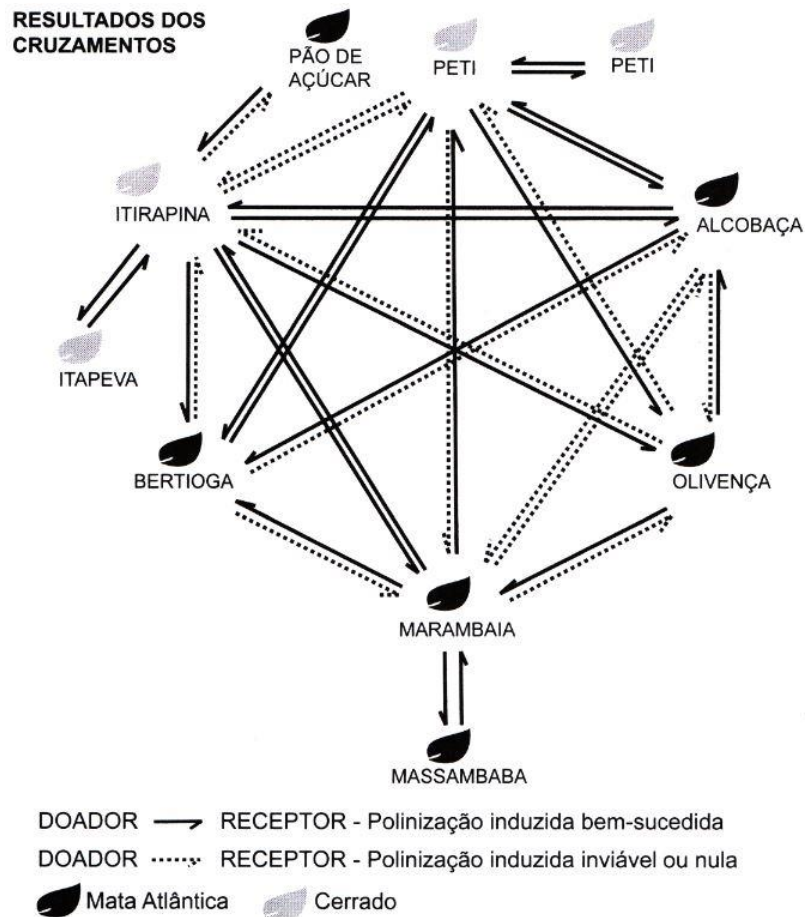 RESULTADOS DOS
CRUZAMENTOS
PÃO DE
AÇÚCAR
PETI
PETI
ITIRAPINA
ALCOBAÇA
ITAPEVA
BERTIOGA
OLIVENÇA
MARAMBAIA
MASSAMBABA
DOADOR RECEPTOR - Polinização induzida bem-sucedida
DOADOR RECEPTOR - Polinização induzida inviável ou nula
Mata Atlântica Cerrado